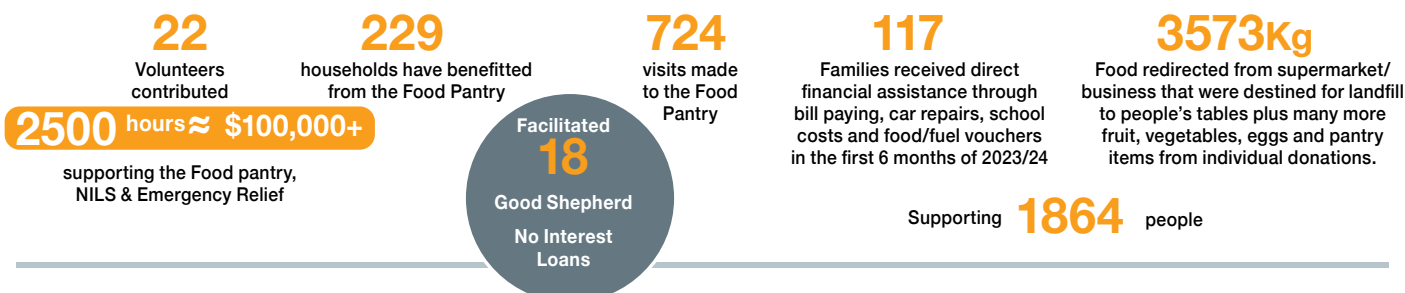 22
Volunteers
contributed
2500 hours≈ $100,000+
supporting the Food pantry,
NILS & Emergency Relief
229
households have benefitted
from the Food Pantry
Facilitated
18
Good Shepherd
No Interest
Loans
724
visits made
to the Food
Pantry
117
Families received direct
financial assistance through
bill paying, car repairs, school
costs and food/fuel vouchers
in the first 6 months of 2023/24
3573Kg
Food redirected from supermarket/
business that were destined for landfill
to people's tables plus many more
fruit, vegetables, eggs and pantry
items from individual donations.
Supporting 1864 people